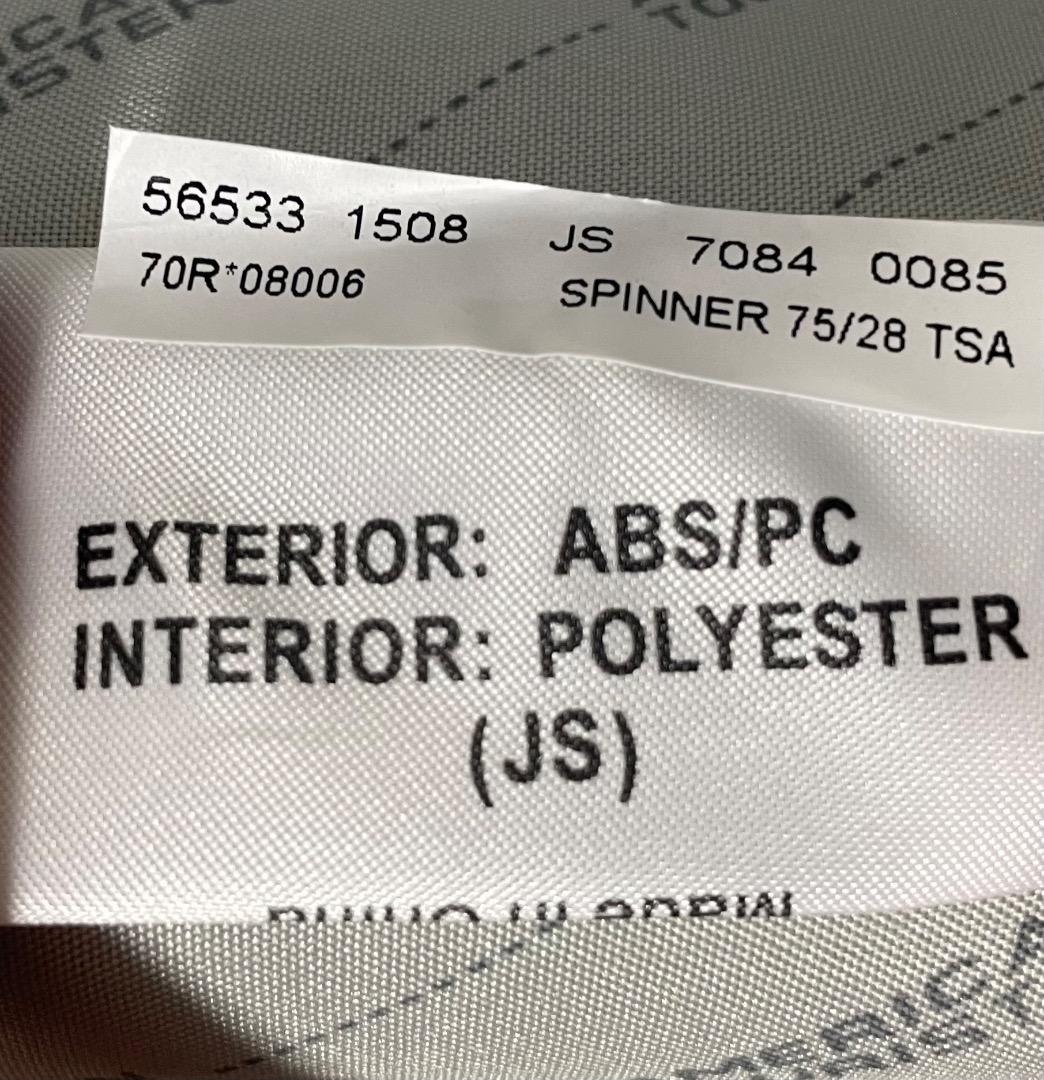 56533 1508 JS 7084 0085
70R*08006 SPINNER 75/28 TSA
EXTERIOR: ABS/PC
INTERIOR: POLYESTER
(JS)